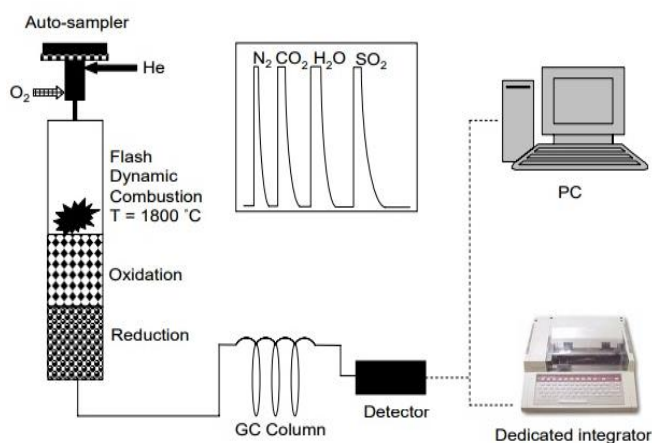 Auto-sampler
He
O₂
N₂ CO₂ H₂O SO₂
Flash
Dynamic
Combustion
T = 1800 ˚C
Oxidation
Reduction
GC Column
Detector
PC
Dedicated integrator